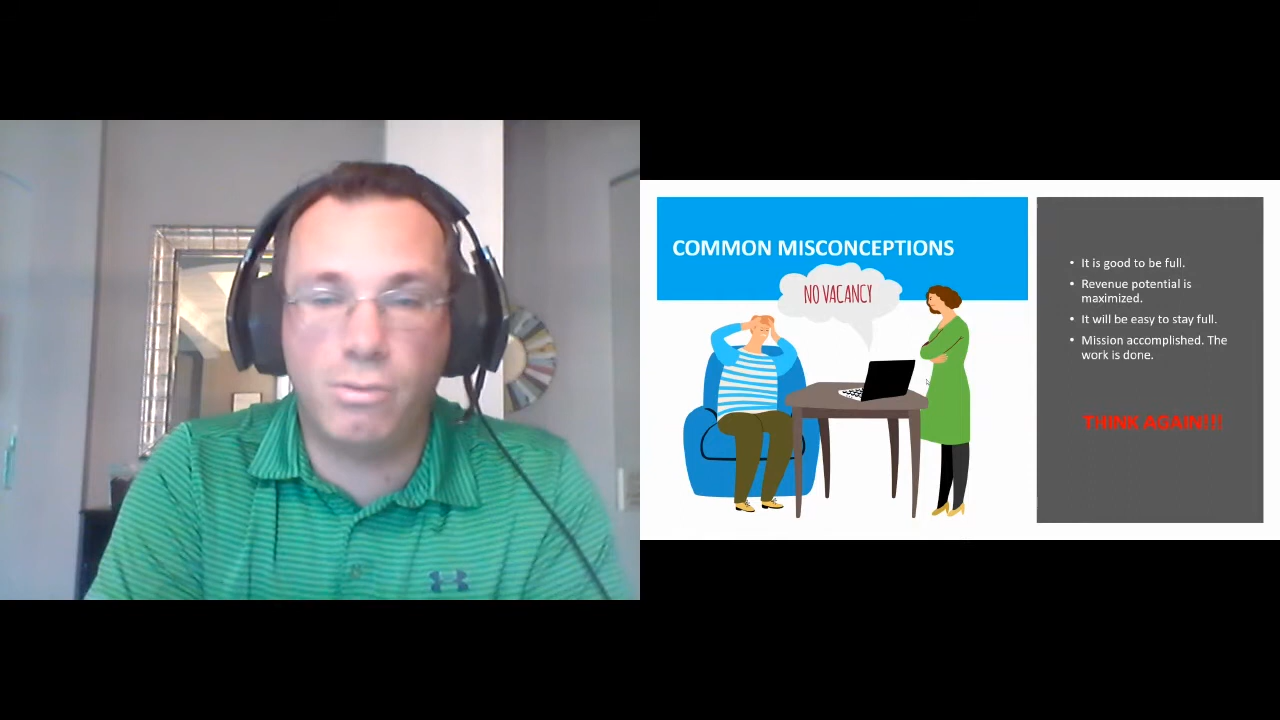 COMMON MISCONCEPTIONS
NO VACANCY
• It is good to be full.
• Revenue potential is
maximized.
• It will be easy to stay full.
• Mission accomplished. The
work is done.
THINK AGAIN!!!